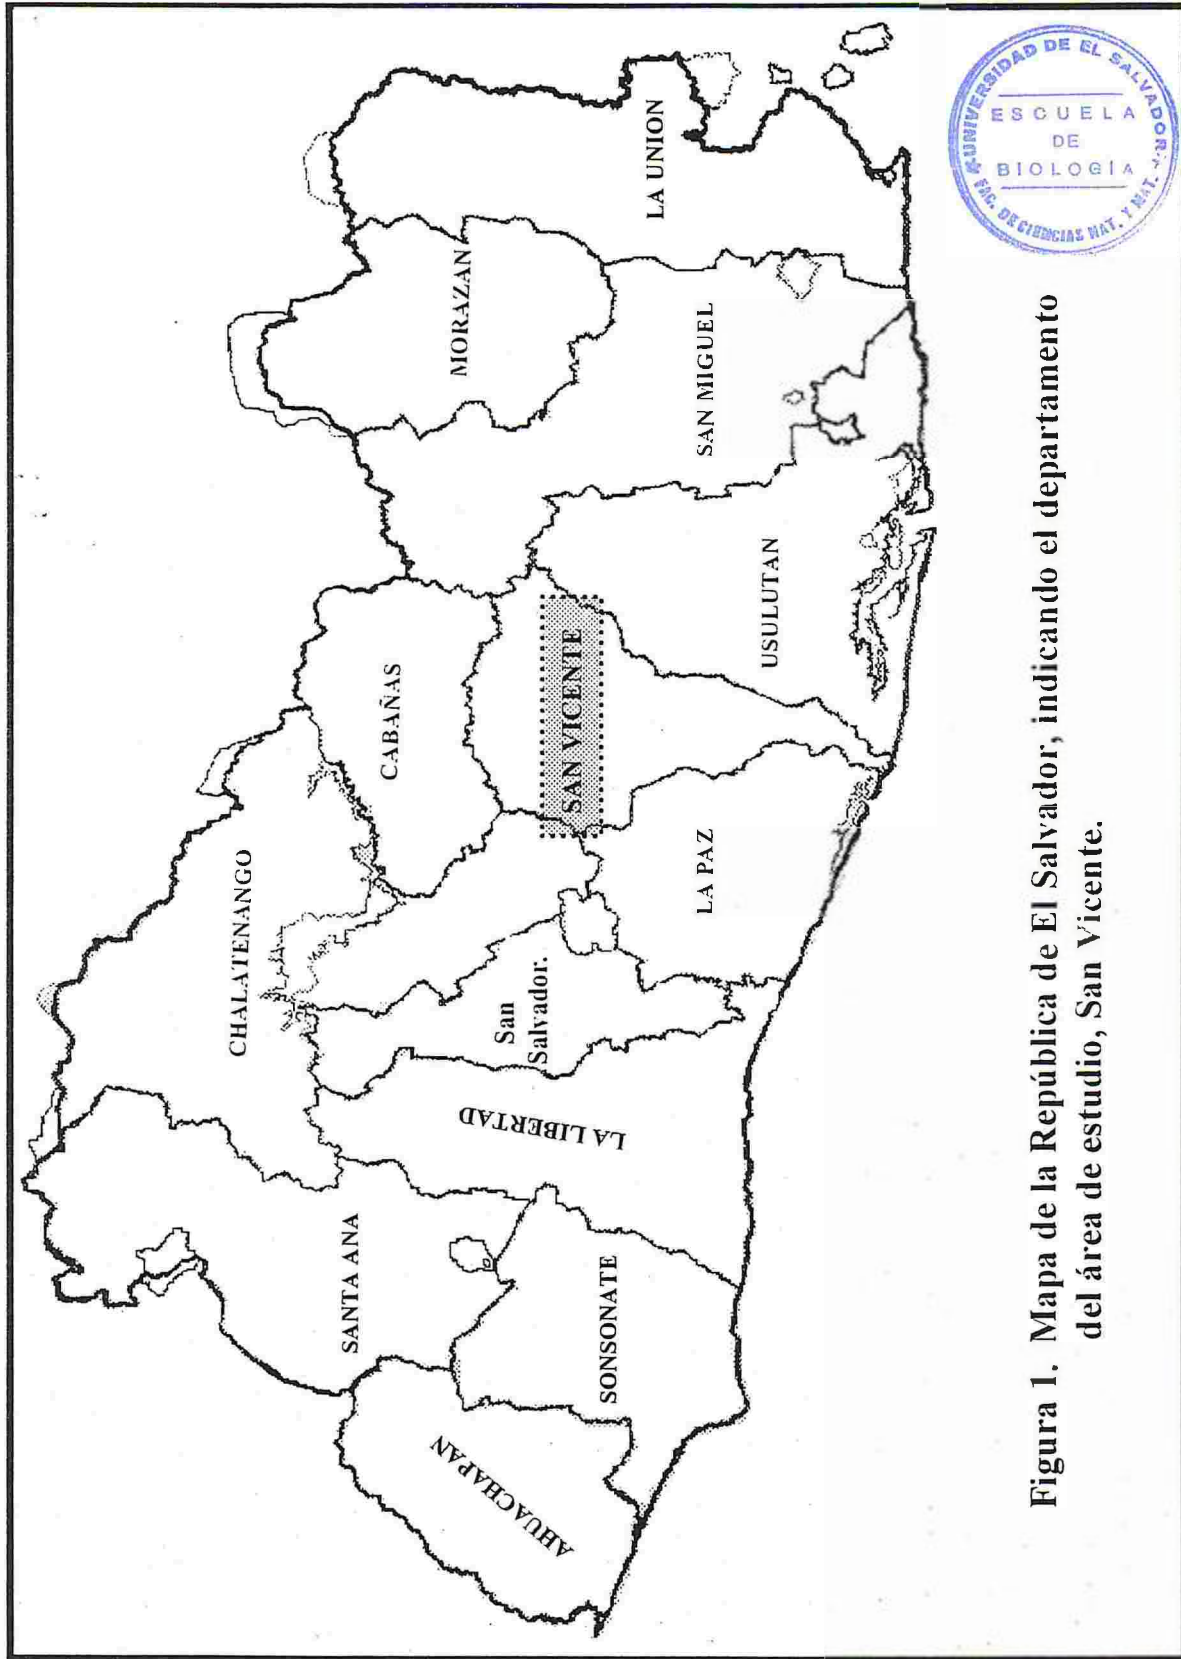 CHALATENANGO
SANTA ANA
AHUACHAPAN
SONSONATE
LA LIBERTAD
San
Salvador.
CABAÑAS
SAN VICENTE
LA PAZ
USULUTAN
MORAZAN
SAN MIGUEL
LA UNION
Figura 1. Mapa de la República de El Salvador, indicando el departamento
del área de estudio, San Vicente.
UNIVERSIDAD DE EL SALVADOR
ESCUELA
DE
BIOLOGÍA
FAC. DE CIENCIAS NAT. Y MAT.